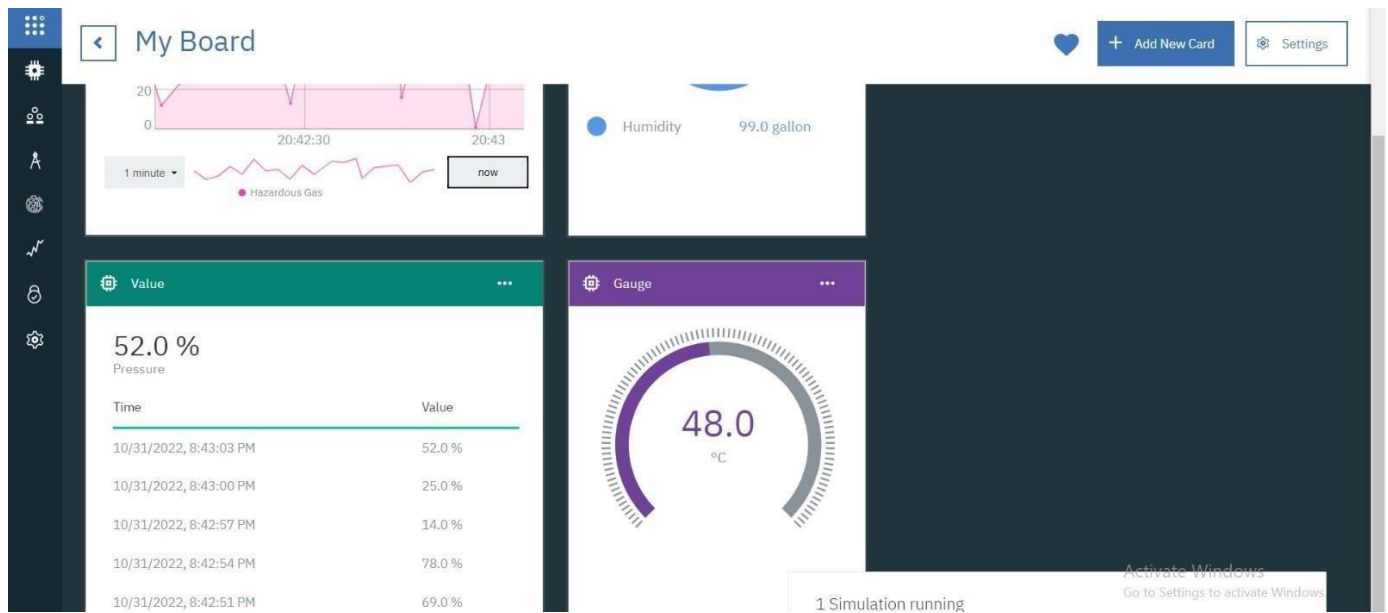 My Board
+ Add New Card
Settings
20
0
20:42:30
20:43
1 minute
now
Hazardous Gas
Humidity 99.0 gallon
Value
52.0 %
Pressure
Time Value
10/31/2022, 8:43:03 PM 52.0 %
10/31/2022, 8:43:00 PM 25.0 %
10/31/2022, 8:42:57 PM 14.0 %
10/31/2022, 8:42:54 PM 78.0 %
10/31/2022, 8:42:51 PM 69.0 %
Gauge
48.0
°C
Activate Windows
Go to Settings to activate Windows.
1 Simulation running